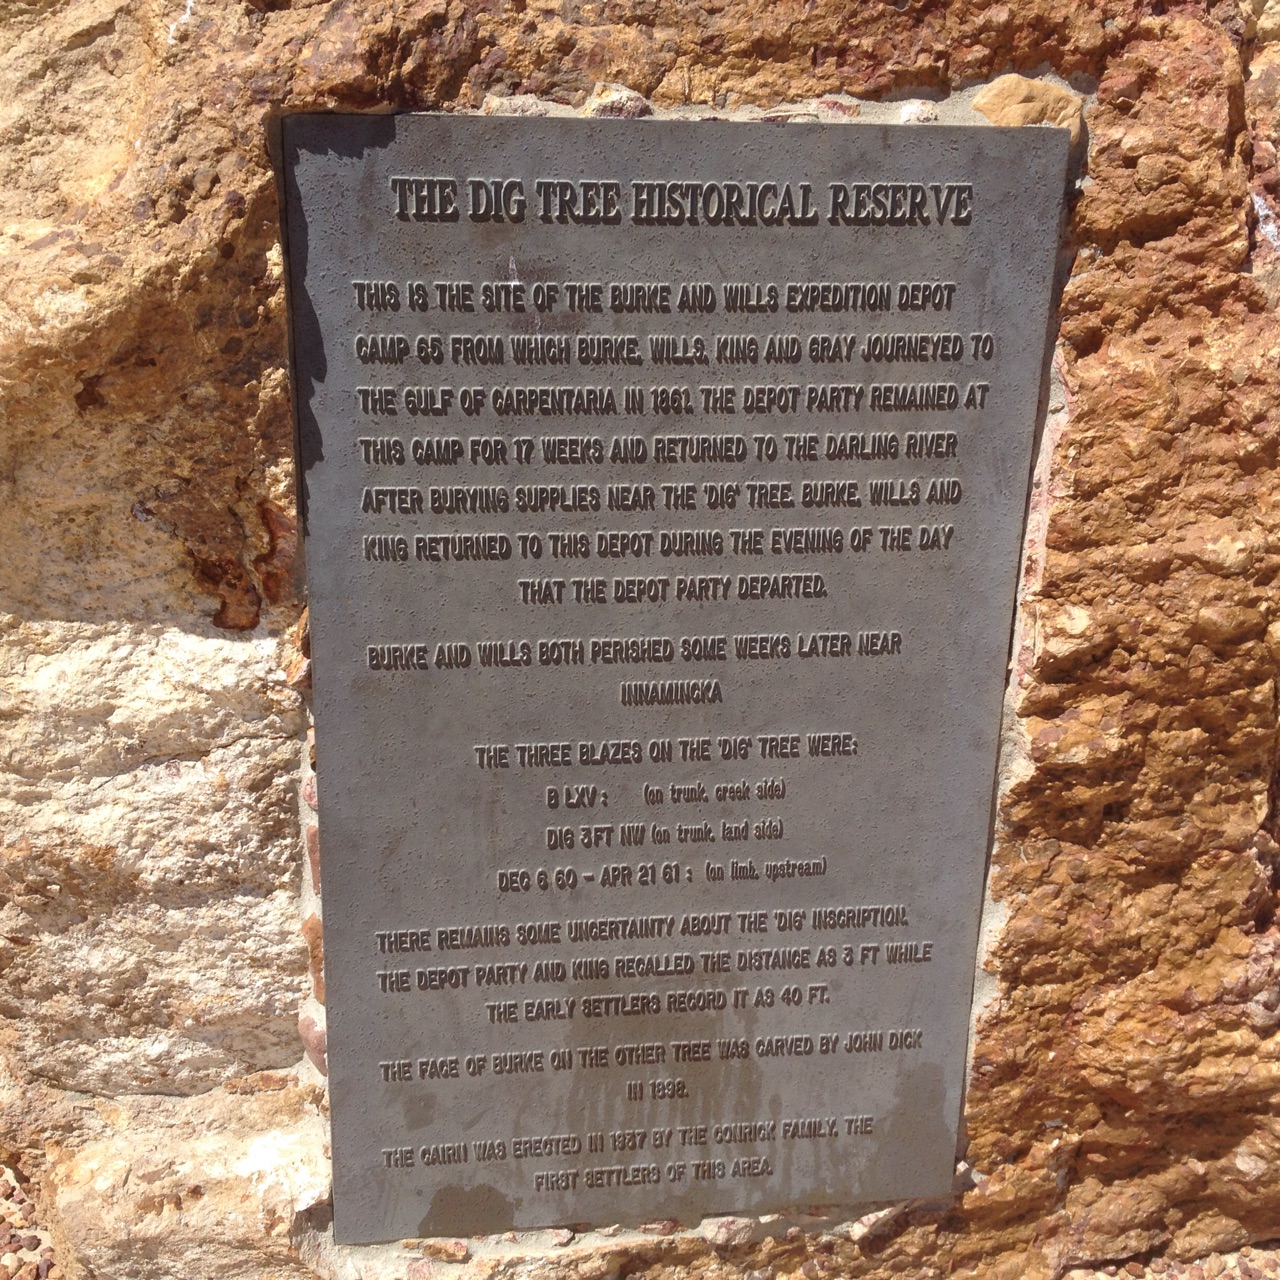 THE DIG TREE HISTORICAL RESERVE
THIS IS THE SITE OF THE BURKE AND WILLS EXPEDITION DEPOT
CAMP 65 FROM WHICH BURKE, WILLS, KING AND GRAY JOURNEYED TO
THE GULF OF CARPENTARIA IN 1861. THE DEPOT PARTY REMAINED AT
THIS CAMP FOR 17 WEEKS AND RETURNED TO THE DARLING RIVER
AFTER BURYING SUPPLIES NEAR THE 'DIG' TREE. BURKE, WILLS AND
KING RETURNED TO THIS DEPOT DURING THE EVENING OF THE DAY
THAT THE DEPOT PARTY DEPARTED.
BURKE AND WILLS BOTH PERISHED SOME WEEKS LATER NEAR
INNAMINCKA
THE THREE BLAZES ON THE 'DIG' TREE WERE:
B LXV : (on trunk, creek side)
DIG 3FT NW (on trunk, land side)
DEC 6 60 - APR 21 61 : (on limb, upstream)
THERE REMAINS SOME UNCERTAINTY ABOUT THE 'DIG' INSCRIPTION.
THE DEPOT PARTY AND KING RECALLED THE DISTANCE AS 3 FT WHILE
THE EARLY SETTLERS RECORD IT AS 40 FT.
THE FACE OF BURKE ON THE OTHER TREE WAS CARVED BY JOHN DICK
IN 1898.
THE CAIRN WAS ERECTED IN 1937 BY THE CONRICK FAMILY, THE
FIRST SETTLERS OF THIS AREA.